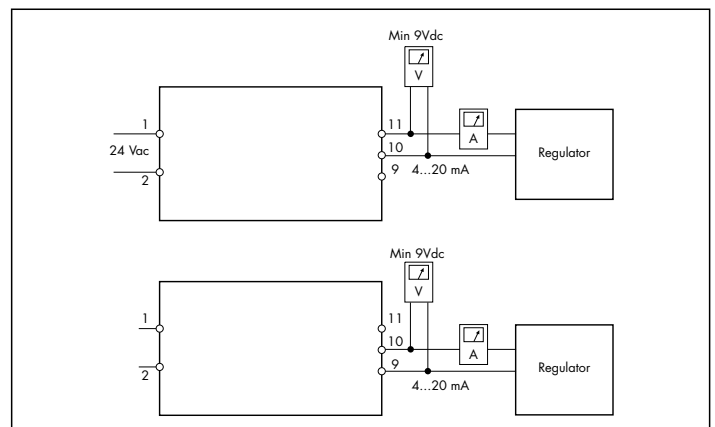 Min 9Vdc
V
1
11
A
24 Vac
10
Regulator
2
9
4...20 mA
Min 9Vdc
V
1
11
10
A
2
9
Regulator
4...20 mA